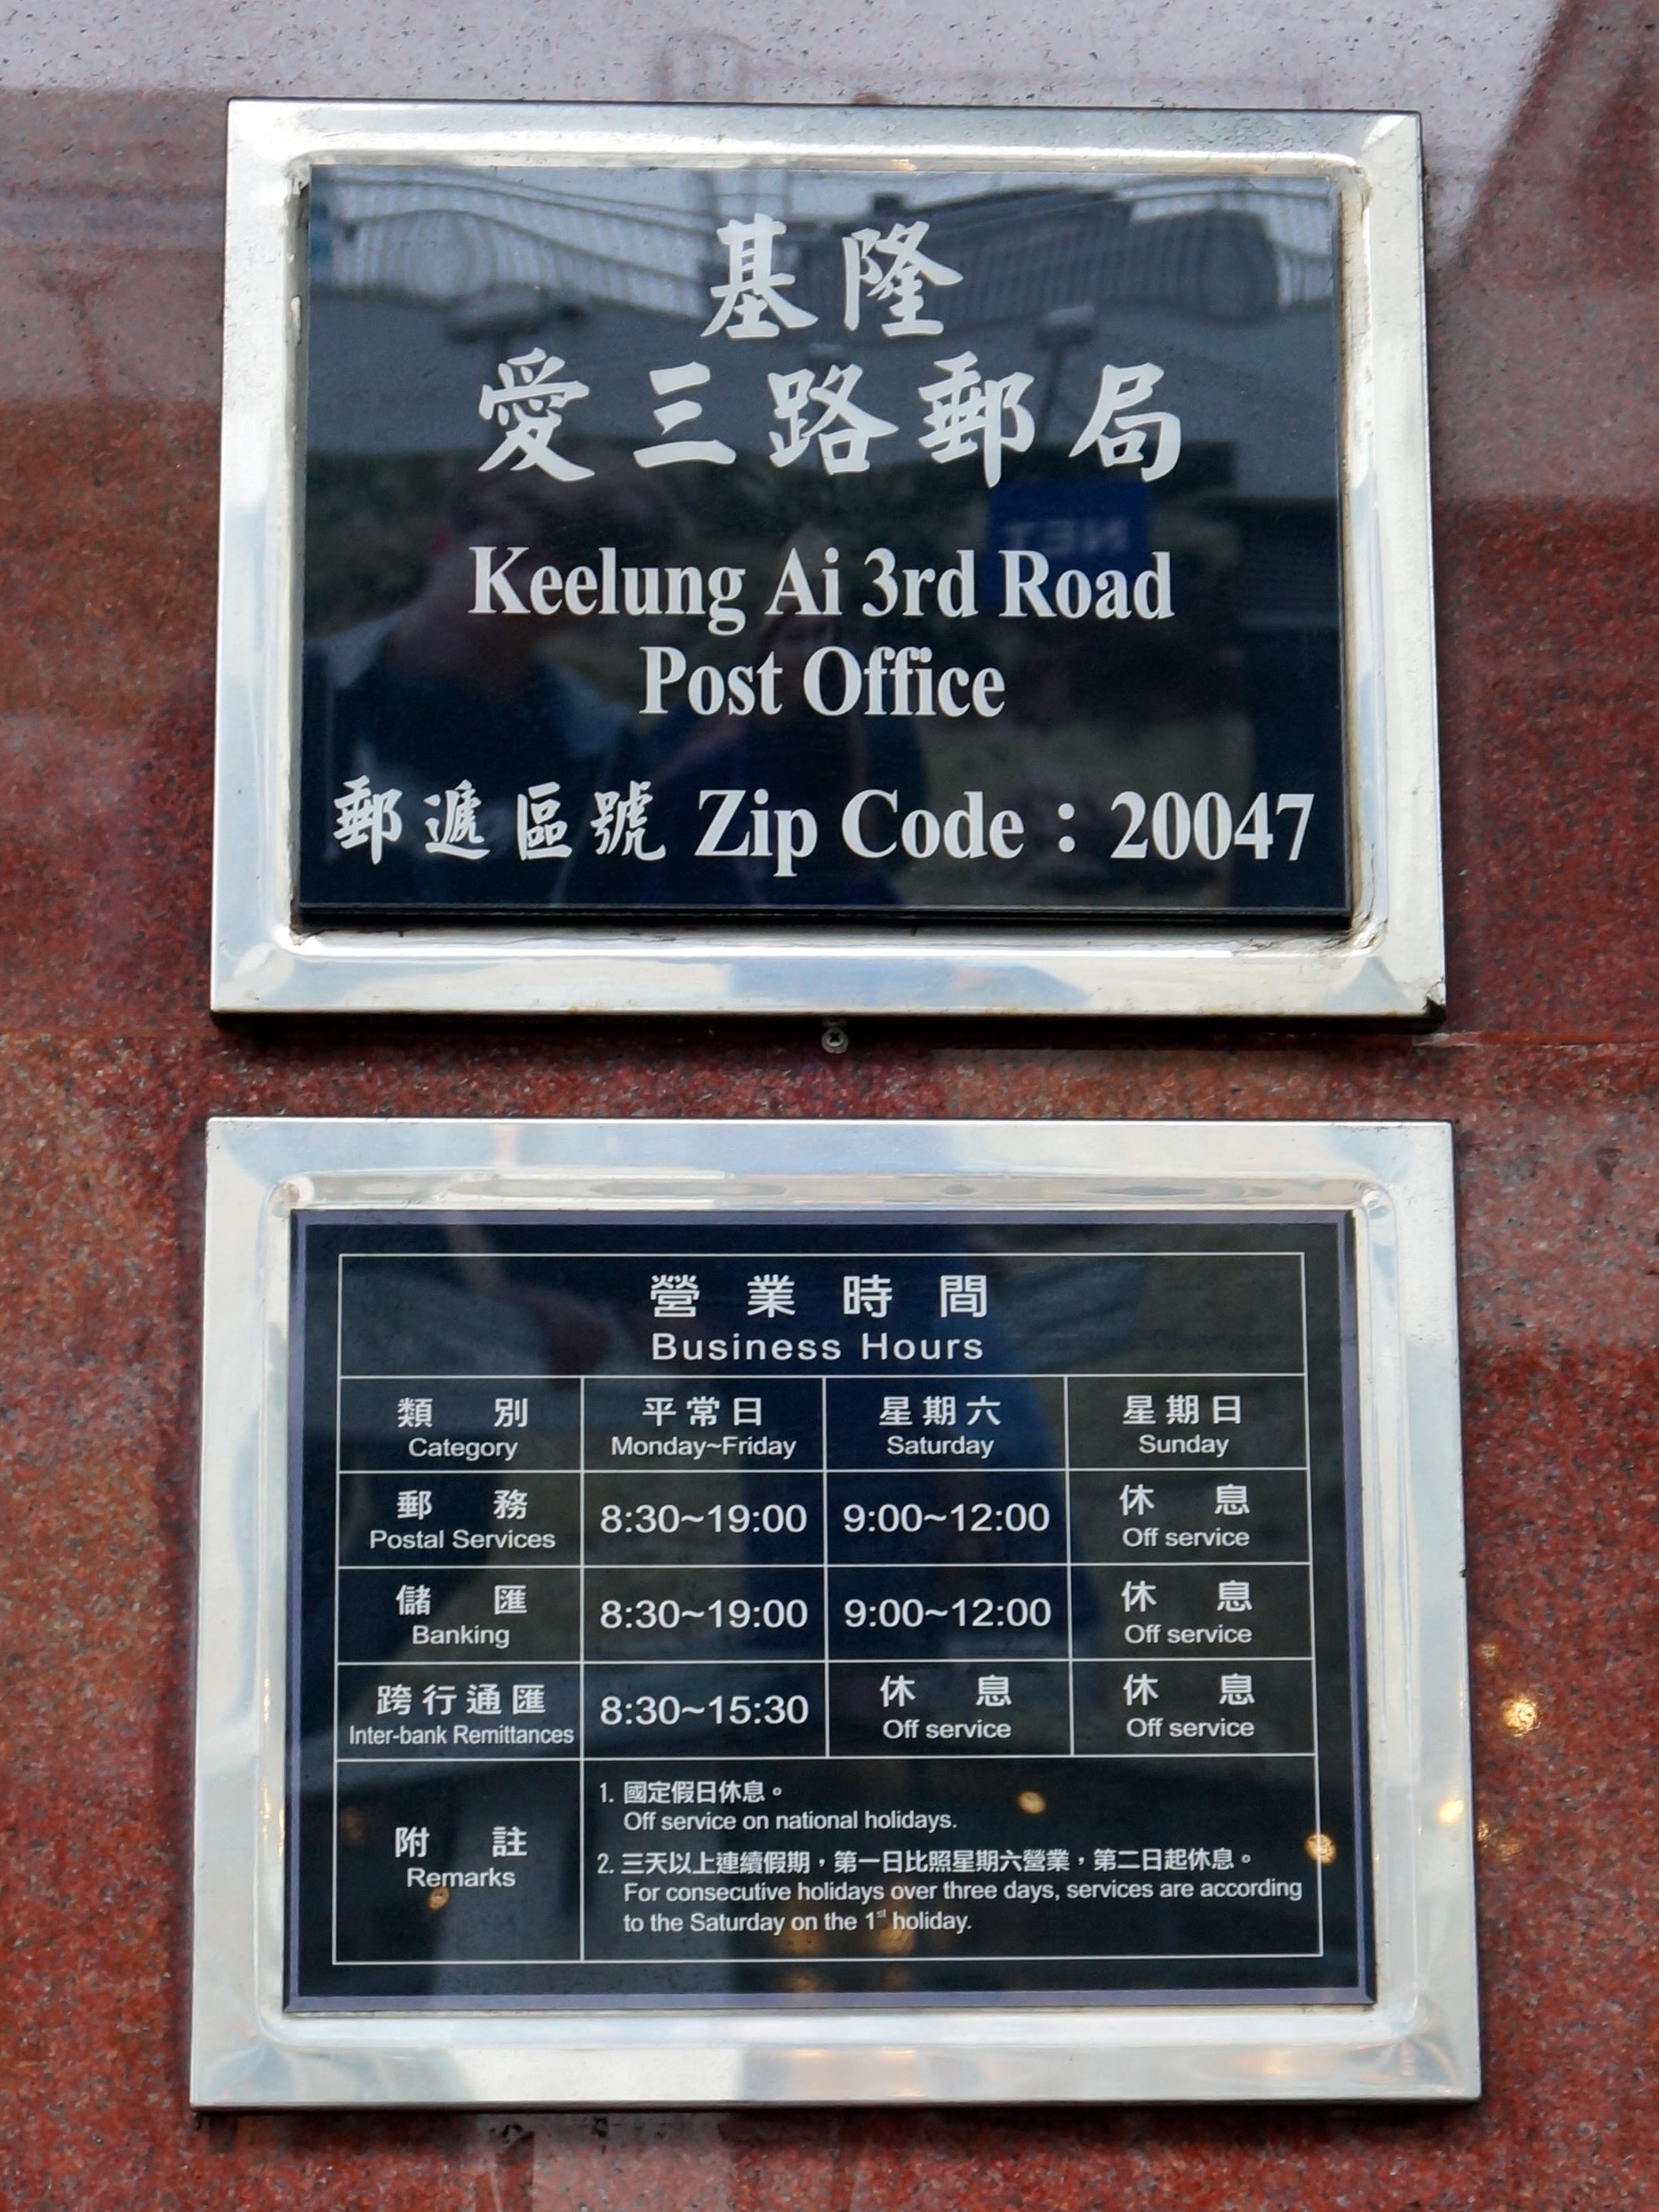 基隆
愛三路郵局
Keelung Ai 3rd Road
Post Office
郵遞區號 Zip Code：20047
NET
營業時間
Business Hours
類別 平常日 星期六 星期日
Category Monday~Friday Saturday Sunday
郵務 8:30~19:00 9:00~12:00 休息
Postal Services Off service
儲匯 8:30~19:00 9:00~12:00 休息
Banking Off service
跨行通匯 8:30~15:30 休息 休息
Inter-bank Remittances Off service Off service
附註
Remarks
1. 國定假日休息。
Off service on national holidays.
2. 三天以上連續假期，第一日比照星期六營業，第二日起休息。
For consecutive holidays over three days, services are according
to the Saturday on the 1st holiday.